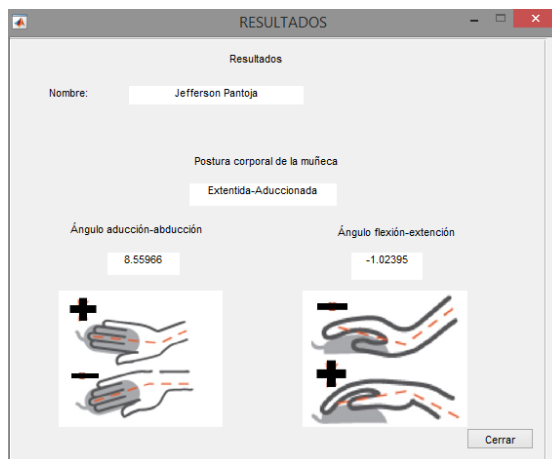 RESULTADOS
Resultados
Nombre: Jefferson Pantoja
Postura corporal de la muñeca
Extentida-Aduccionada
Ángulo aducción-abducción
Ángulo flexión-extención
8.55966
-1.02395
Cerrar